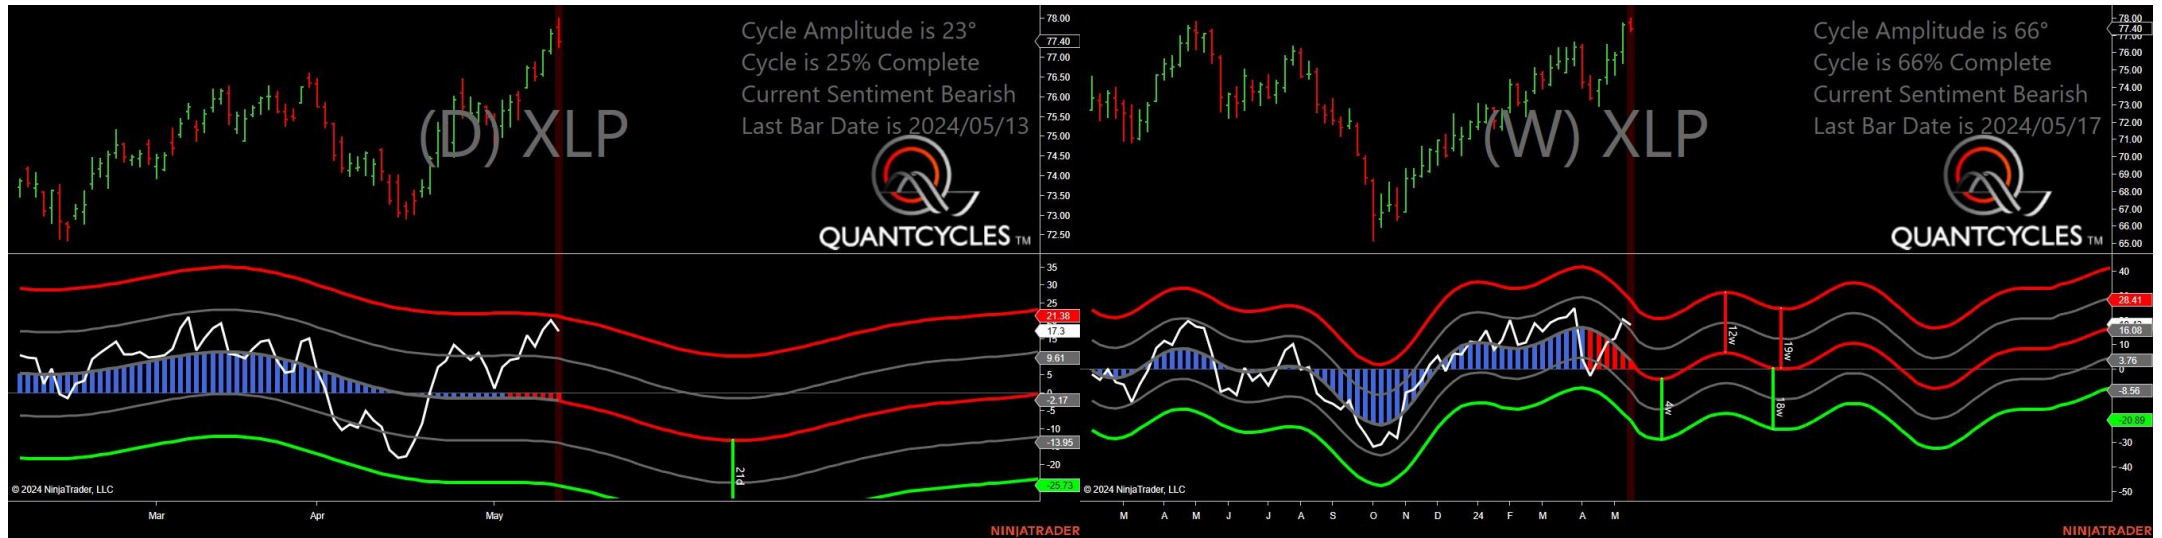 Cycle Amplitude is 23°
Cycle is 25% Complete
Current Sentiment Bearish
Last Bar Date is 2024/05/13
(D) XLP
QUANTCYCLES TM
78.00
77.40
77.00
76.50
76.00
75.50
75.00
74.50
74.00
73.50
73.00
72.50
35
30
25
21.38
17.3
9.61
5
0
-2.17
-5
-10
-13.95
-20
-25.73
21d
© 2024 NinjaTrader, LLC
Mar Apr May
NINJATRADER
Cycle Amplitude is 66°
Cycle is 66% Complete
Current Sentiment Bearish
Last Bar Date is 2024/05/17
(W) XLP
QUANTCYCLES TM
78.00
77.40
77.00
76.00
75.00
74.00
73.00
72.00
71.00
70.00
69.00
68.00
67.00
66.00
65.00
40
28.41
16.08
10
3.76
0
-8.56
-20.89
-30
-40
-50
12w
19w
4w
18w
© 2024 NinjaTrader, LLC
M A M J J A S O N D 24 F M A M
NINJATRADER